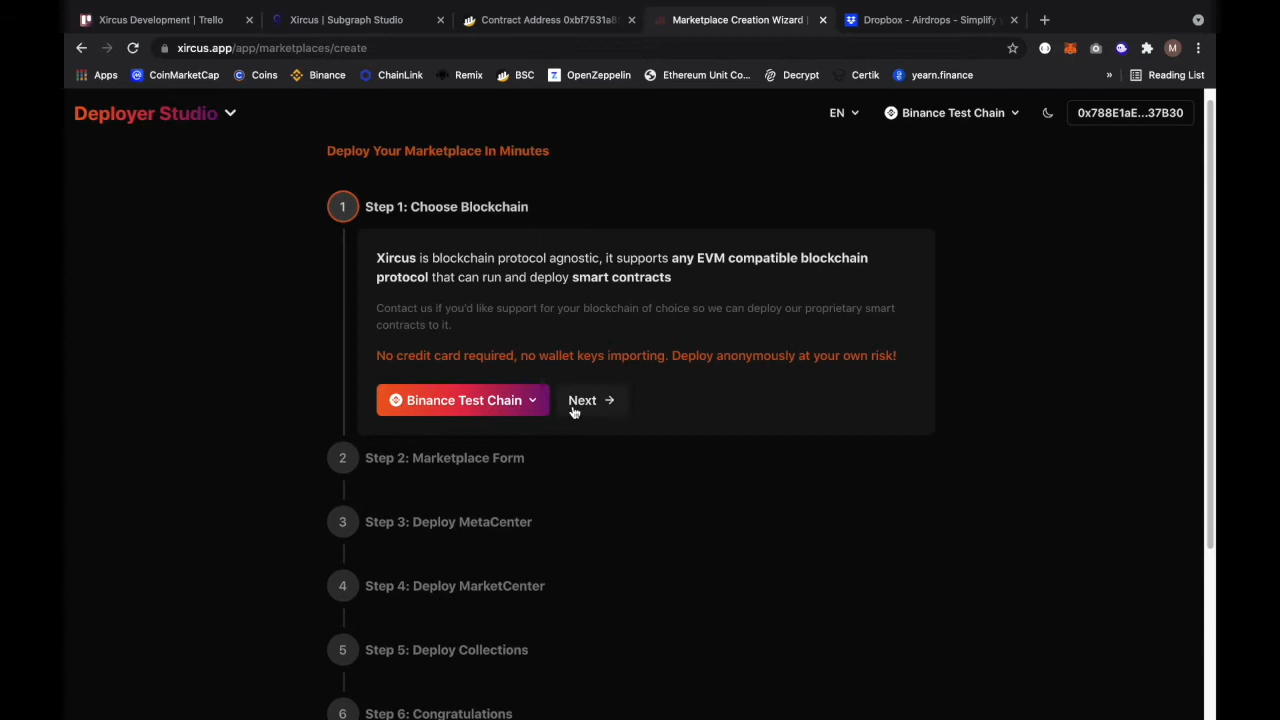 Xircus Development | Trello
Xircus | Subgraph Studio
Contract Address 0xbf7531a8
Marketplace Creation Wizard |
Dropbox - Airdrops - Simplify y
xircus.app/app/marketplaces/create
M
Apps
CoinMarketCap
Coins
Binance
ChainLink
Remix
BSC
OpenZeppelin
Ethereum Unit Co...
Decrypt
Certik
yearn.finance
»
Reading List
Deployer Studio
EN
Binance Test Chain
0x788E1aE...37B30
Deploy Your Marketplace In Minutes
1
Step 1: Choose Blockchain
Xircus is blockchain protocol agnostic, it supports any EVM compatible blockchain
protocol that can run and deploy smart contracts
Contact us if you'd like support for your blockchain of choice so we can deploy our proprietary smart
contracts to it.
No credit card required, no wallet keys importing. Deploy anonymously at your own risk!
Binance Test Chain
Next →
2
Step 2: Marketplace Form
3
Step 3: Deploy MetaCenter
4
Step 4: Deploy MarketCenter
5
Step 5: Deploy Collections
6
Step 6: Congratulations